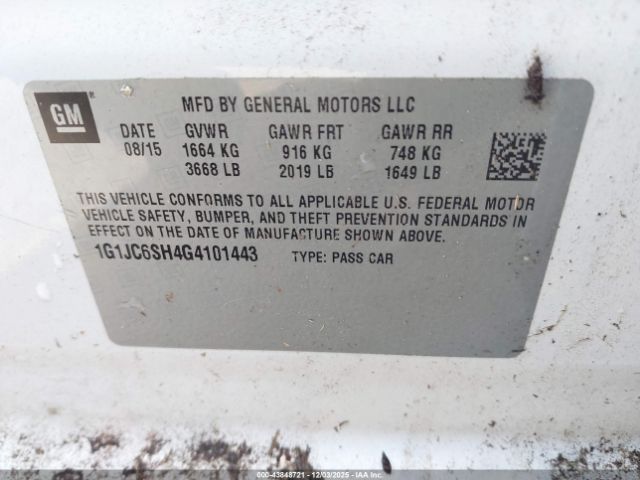 GM®
MFD BY GENERAL MOTORS LLC
DATE GVWR GAWR FRT GAWR RR
08/15 1664 KG 916 KG 748 KG
3668 LB 2019 LB 1649 LB
THIS VEHICLE CONFORMS TO ALL APPLICABLE U.S. FEDERAL MOTOR
VEHICLE SAFETY, BUMPER, AND THEFT PREVENTION STANDARDS IN
EFFECT ON THE DATE OF MANUFACTURE SHOWN ABOVE.
1G1JC6SH4G4101443 TYPE: PASS CAR
000-43848721 - 12/03/2025 - IAA Inc.